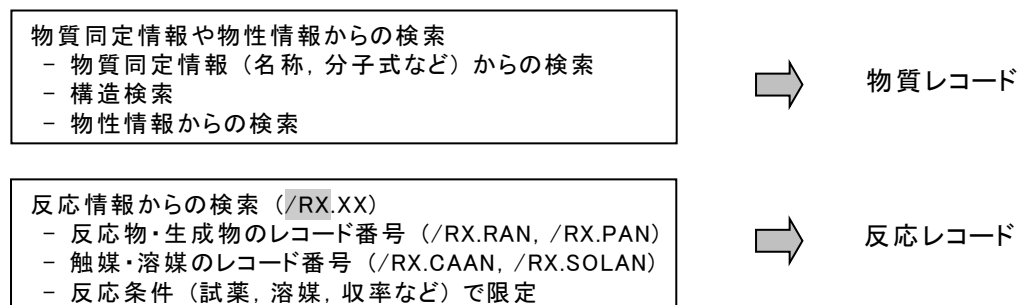 物質同定情報や物性情報からの検索
- 物質同定情報 (名称, 分子式など) からの検索
- 構造検索
- 物性情報からの検索
物質レコード
反応情報からの検索 (/RX.XX)
- 反応物・生成物のレコード番号 (/RX.RAN, /RX.PAN)
- 触媒・溶媒のレコード番号 (/RX.CAAN, /RX.SOLAN)
- 反応条件 (試薬, 溶媒, 収率など) で限定
反応レコード